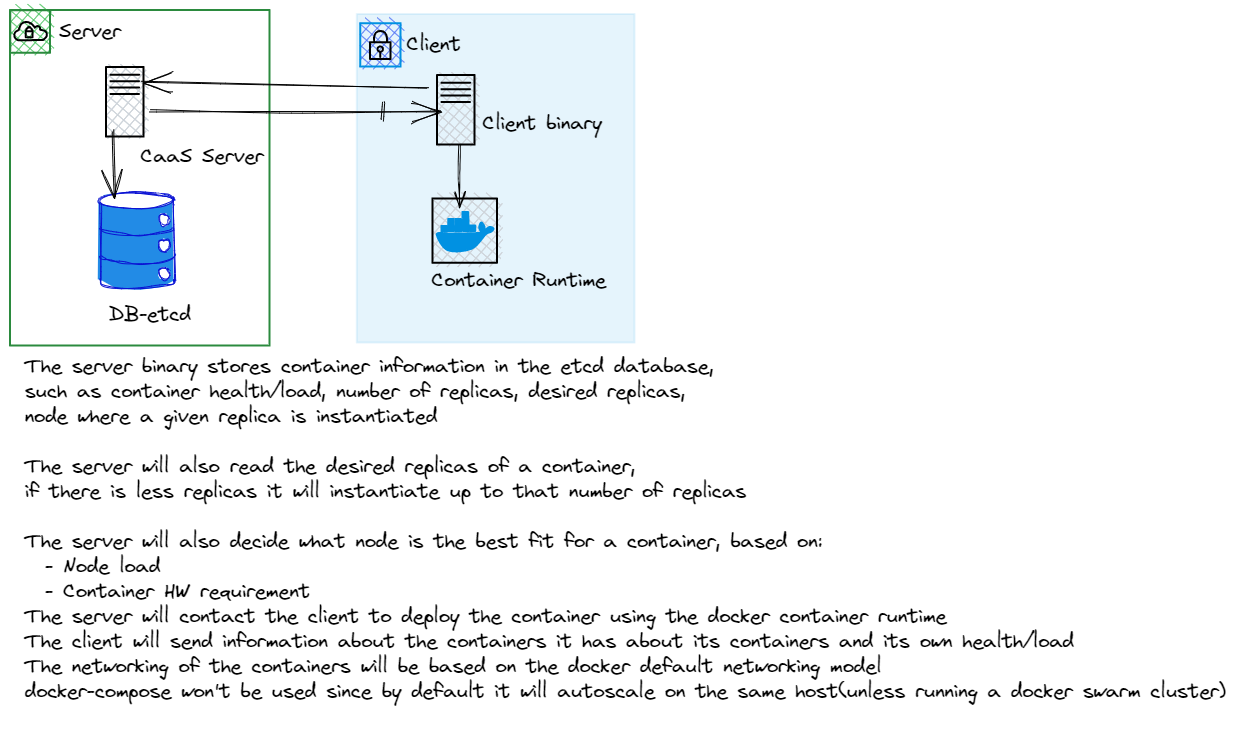 Server
Client
Client binary
CaaS Server
Container Runtime
DB-etcd
The server binary stores container information in the etcd database,
such as container health/load, number of replicas, desired replicas,
node where a given replica is instantiated
The server will also read the desired replicas of a container,
if there is less replicas it will instantiate up to that number of replicas
The server will also decide what node is the best fit for a container, based on:
- Node load
- Container HW requirement
The server will contact the client to deploy the container using the docker container runtime
The client will send information about the containers it has about its containers and its own health/load
The networking of the containers will be based on the docker default networking model
docker-compose won't be used since by default it will autoscale on the same host(unless running a docker swarm cluster)